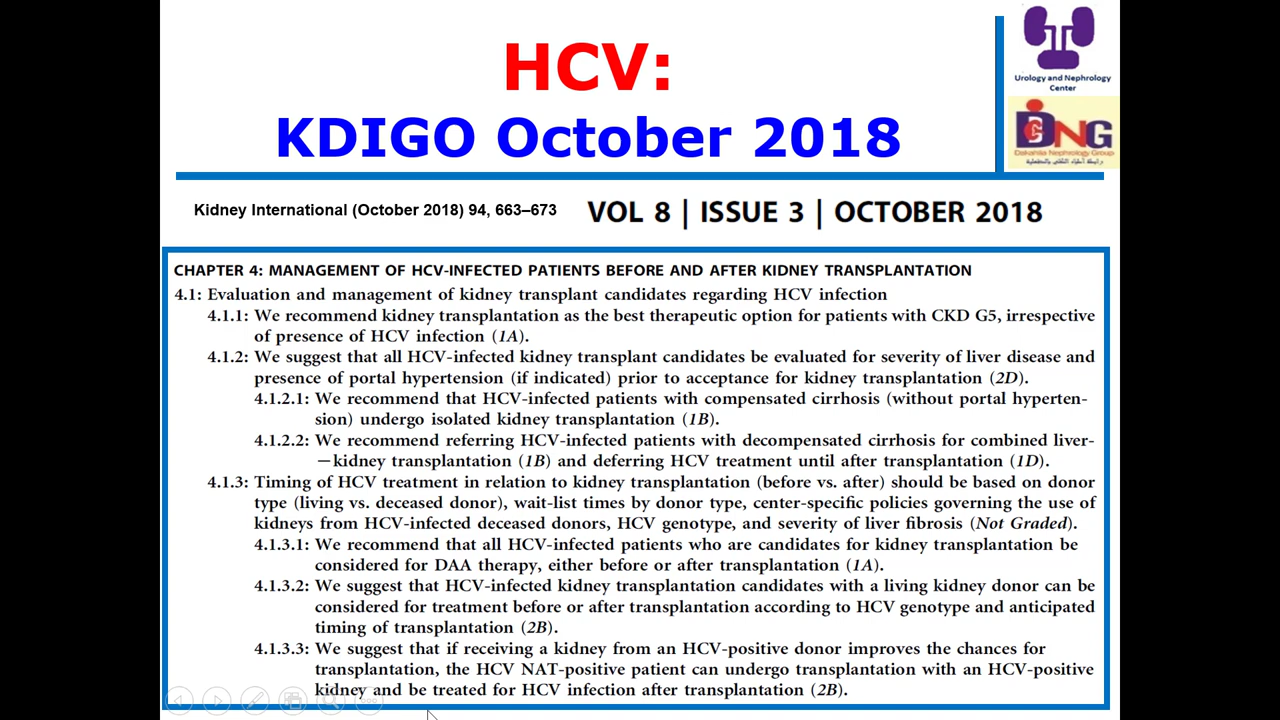 HCV:
KDIGO October 2018
Urology and Nephrology
Center
DNG
Dakahlia Nephrology Group
Kidney International (October 2018) 94, 663–673
VOL 8 | ISSUE 3 | OCTOBER 2018
CHAPTER 4: MANAGEMENT OF HCV-INFECTED PATIENTS BEFORE AND AFTER KIDNEY TRANSPLANTATION
4.1: Evaluation and management of kidney transplant candidates regarding HCV infection
4.1.1: We recommend kidney transplantation as the best therapeutic option for patients with CKD G5, irrespective
of presence of HCV infection (1A).
4.1.2: We suggest that all HCV-infected kidney transplant candidates be evaluated for severity of liver disease and
presence of portal hypertension (if indicated) prior to acceptance for kidney transplantation (2D).
4.1.2.1: We recommend that HCV-infected patients with compensated cirrhosis (without portal hyperten-
sion) undergo isolated kidney transplantation (1B).
4.1.2.2: We recommend referring HCV-infected patients with decompensated cirrhosis for combined liver-
—kidney transplantation (1B) and deferring HCV treatment until after transplantation (1D).
4.1.3: Timing of HCV treatment in relation to kidney transplantation (before vs. after) should be based on donor
type (living vs. deceased donor), wait-list times by donor type, center-specific policies governing the use of
kidneys from HCV-infected deceased donors, HCV genotype, and severity of liver fibrosis (Not Graded).
4.1.3.1: We recommend that all HCV-infected patients who are candidates for kidney transplantation be
considered for DAA therapy, either before or after transplantation (1A).
4.1.3.2: We suggest that HCV-infected kidney transplantation candidates with a living kidney donor can be
considered for treatment before or after transplantation according to HCV genotype and anticipated
timing of transplantation (2B).
4.1.3.3: We suggest that if receiving a kidney from an HCV-positive donor improves the chances for
transplantation, the HCV NAT-positive patient can undergo transplantation with an HCV-positive
kidney and be treated for HCV infection after transplantation (2B).